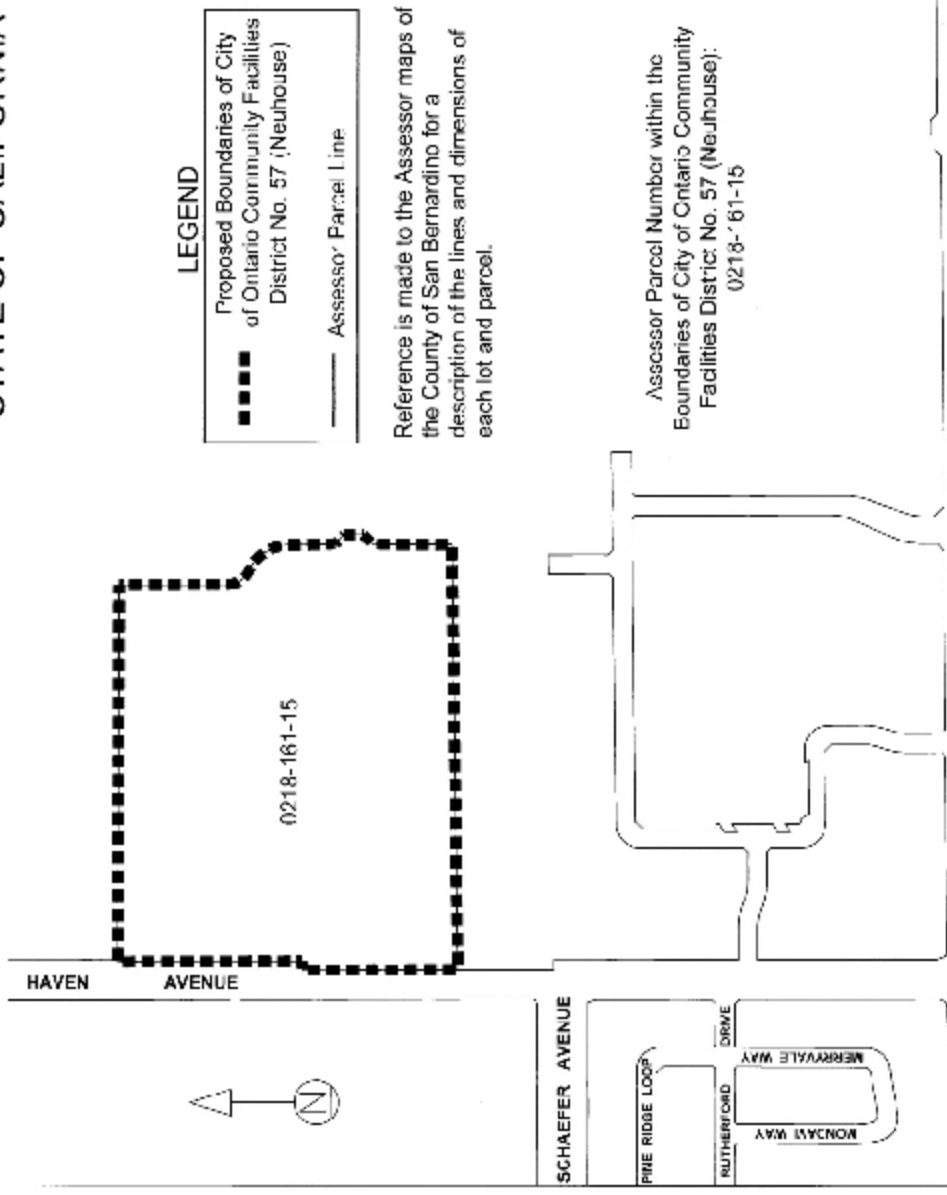 LEGEND
Proposed Boundaries of City
of Ontario Community Facilities
District No. 57 (Neuhouse)
Assessor Parcel Line
Reference is made to the Assessor maps of
the County of San Bernardino for a
description of the lines and dimensions of
each lot and parcel.
Assessor Parcel Number within the
Boundaries of City of Ontario Community
Facilities District No. 57 (Neuhouse):
0218-161-15
0218-161-15
HAVEN AVENUE
N
SCHAEFER AVENUE
PINE RIDGE LOOP
RUTHERFORD DRIVE
MERRYVALE WAY
MONDAVI WAY